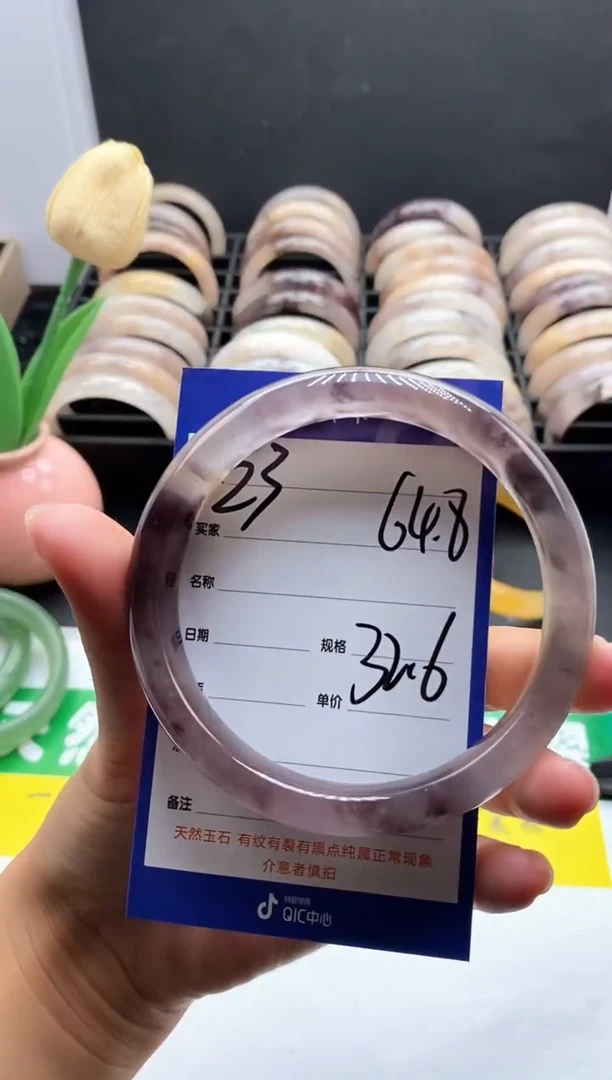 23
买家
64.8
名称
日期
规格
32.6
单价
备注
天然玉石 有纹有裂有黑点纯属正常现象
介意者慎拍
QIC中心